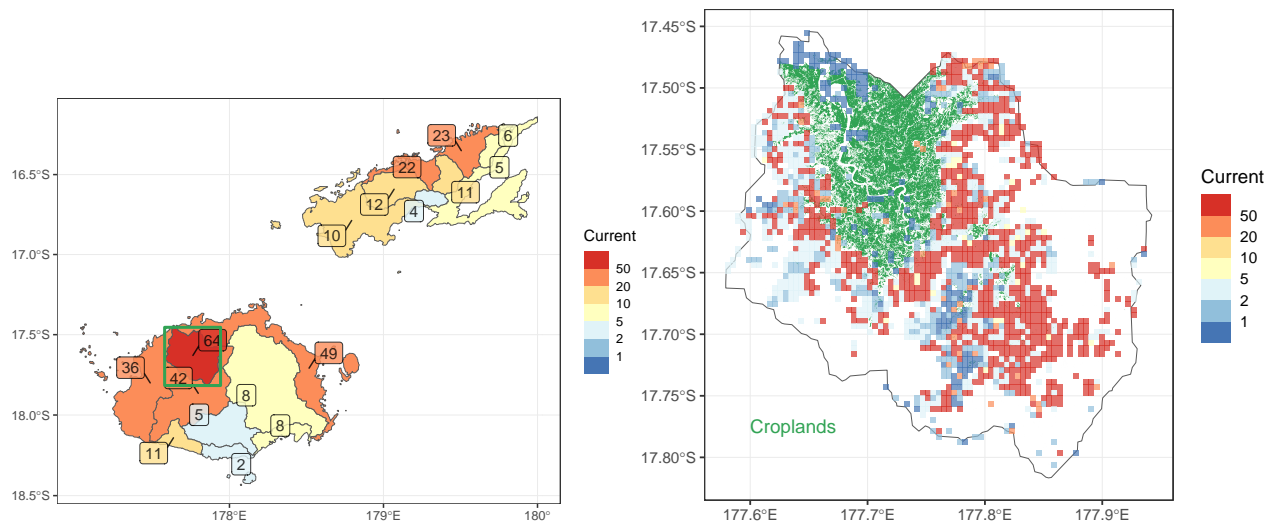 16.5°S
17.0°S
17.5°S
18.0°S
18.5°S
178°E
179°E
180°
23
6
22
5
12
11
4
10
64
36
42
49
8
5
8
11
2
Current
50
20
10
5
2
1
17.45°S
17.50°S
17.55°S
17.60°S
17.65°S
17.70°S
17.75°S
17.80°S
177.6°E
177.7°E
177.8°E
177.9°E
Croplands
Current
50
20
10
5
2
1